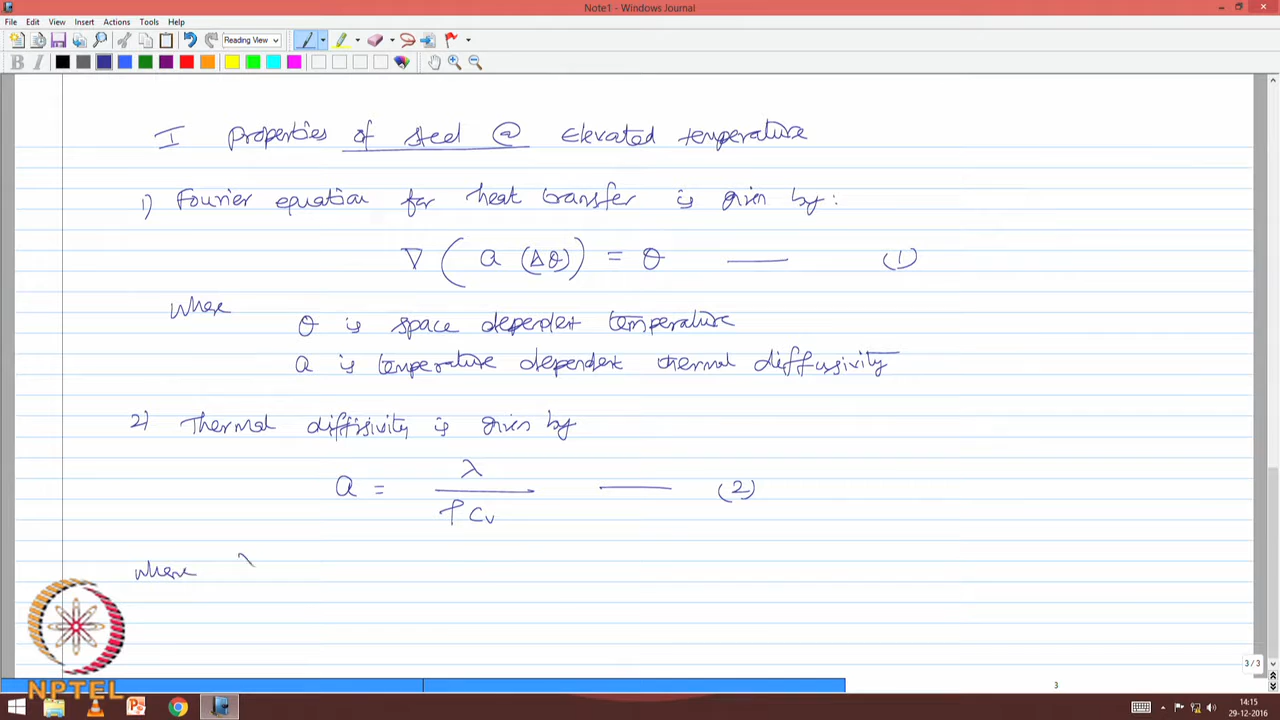 Note1 - Windows Journal
File Edit View Insert Actions Tools Help
Reading View
B I
I Properties of steel @ Elevated temperature
1) Fourier equation for heat transfer is given by:
∇ ( a (Δθ) ) = θ —— (1)
where
θ is space dependent temperature
a is temperature dependent thermal diffusivity
2) Thermal diffisivity is given by
a = λ / ρ Cv —— (2)
where
NPTEL
3/3
3
14:15
29-12-2016